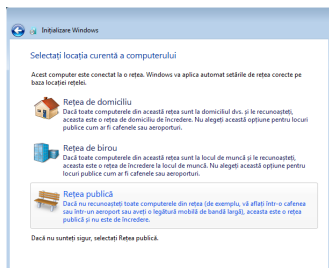 Inițializare Windows
Selectați locația curentă a computerului
Acest computer este conectat la o rețea. Windows va aplica automat setările de rețea corecte pe
baza locației rețelei.
Rețea de domiciliu
Dacă toate computerele din această rețea sunt la domiciliul dvs. și le recunoașteți,
aceasta este o rețea de domiciliu de încredere. Nu alegeți această opțiune pentru locuri
publice cum ar fi cafenele sau aeroporturi.
Rețea de birou
Dacă toate computerele din această rețea sunt la locul de muncă și le recunoașteți,
aceasta este o rețea de încredere la locul de muncă. Nu alegeți această opțiune pentru
locuri publice cum ar fi cafenele sau aeroporturi.
Rețea publică
Dacă nu recunoașteți toate computerele din rețea (de exemplu, vă aflați într-o cafenea
sau într-un aeroport sau aveți o legătură mobilă de bandă largă), aceasta este o rețea
publică și nu este de încredere.
Dacă nu sunteți sigur, selectați Rețea publică.